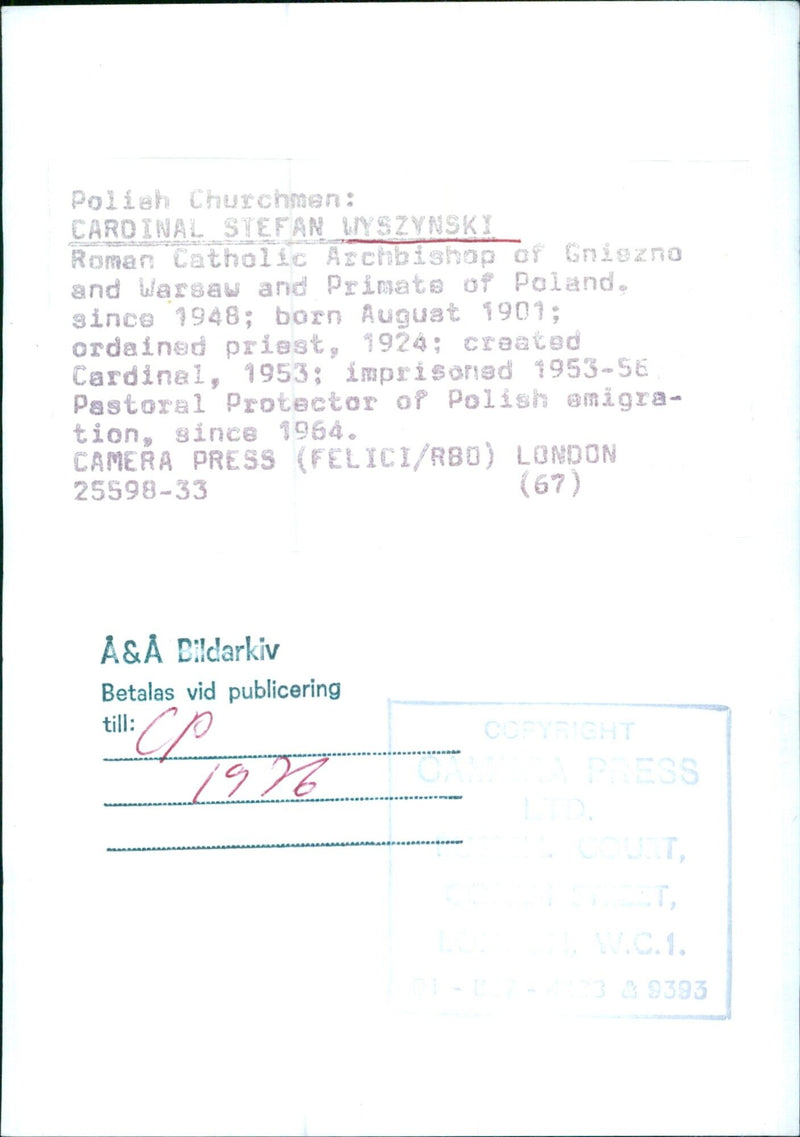 Polish Churchmen:
CARDINAL STEFAN WYSZYNSKI
Roman Catholic Archbishop of Gniezno
and Warsaw and Primate of Poland,
since 1948; born August 1901;
ordained priest, 1924; created
Cardinal, 1953; imprisoned 1953-56
Pastoral Protector of Polish emigra-
tion, since 1964.
CAMERA PRESS (FELICI/RBO) LONDON
25598-33 (67)
Å&Å Bildarkiv
Betalas vid publicering
till: CP
1976
COPYRIGHT
CAMERA PRESS
LTD.
COURT,
STREET,
W.C.1.
& 9393